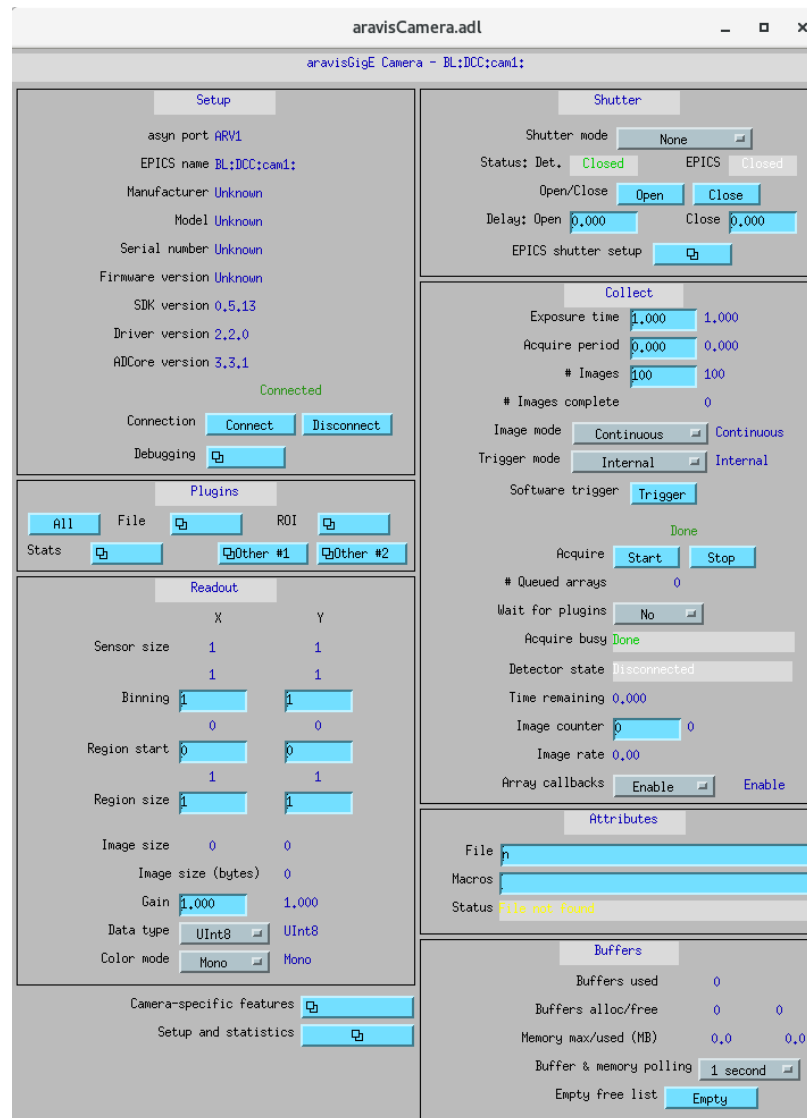 aravisCamera.adl
aravisGigE Camera - BL:DCC:cam1:
Setup
asyn port ARV1
EPICS name BL:DCC:cam1:
Manufacturer Unknown
Model Unknown
Serial number Unknown
Firmware version Unknown
SDK version 0.5.13
Driver version 2.2.0
ADCore version 3.3.1
Connected
Connection Connect Disconnect
Debugging
Plugins
All File ROI
Stats Other #1 Other #2
Readout
X Y
Sensor size 1 1
1 1
Binning 1 1
0 0
Region start 0 0
1 1
Region size 1 1
Image size 0 0
Image size (bytes) 0
Gain 1.000 1.000
Data type UInt8 UInt8
Color mode Mono Mono
Camera-specific features
Setup and statistics
Shutter
Shutter mode None
Status: Det. Closed EPICS Closed
Open/Close Open Close
Delay: Open 0.000 Close 0.000
EPICS shutter setup
Collect
Exposure time 1.000 1.000
Acquire period 0.000 0.000
# Images 100 100
# Images complete 0
Image mode Continuous Continuous
Trigger mode Internal Internal
Software trigger Trigger
Done
Acquire Start Stop
# Queued arrays 0
Wait for plugins No
Acquire busy Done
Detector state Disconnected
Time remaining 0.000
Image counter 0 0
Image rate 0.00
Array callbacks Enable Enable
Attributes
File n
Macros
Status File not found
Buffers
Buffers used 0
Buffers alloc/free 0 0
Memory max/used (MB) 0.0 0.0
Buffer & memory polling 1 second
Empty free list Empty